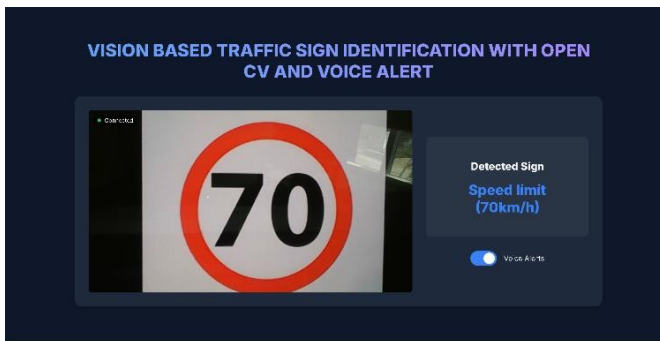 VISION BASED TRAFFIC SIGN IDENTIFICATION WITH OPEN
CV AND VOICE ALERT
Connected
70
Detected Sign
Speed limit
(70km/h)
Voice Alerts